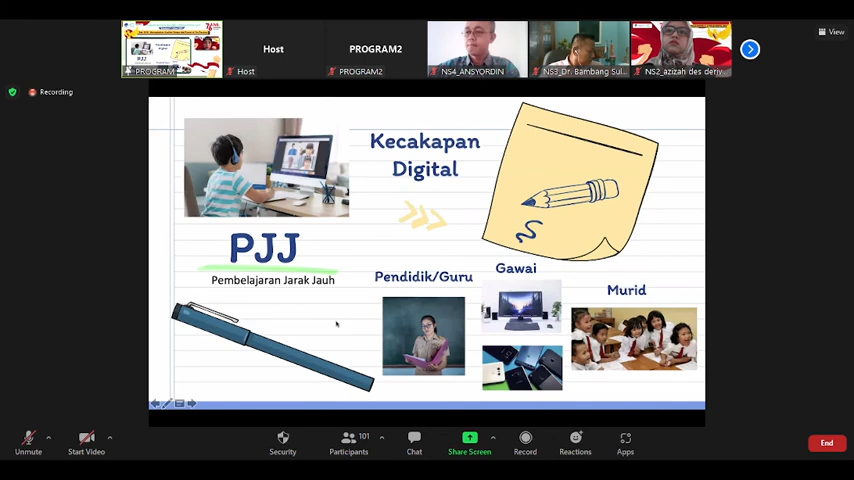 View
Host
PROGRAM2
PROGRAM
Host
PROGRAM2
NS4_ANSYORDIN
NS3_Dr. Bambang Sul...
NS2_azizah des deriv...
Recording
Kecakapan
Digital
PJJ
Pembelajaran Jarak Jauh
Pendidik/Guru
Gawai
Murid
Unmute
Start Video
Security
Participants
101
Chat
Share Screen
Record
Reactions
Apps
End